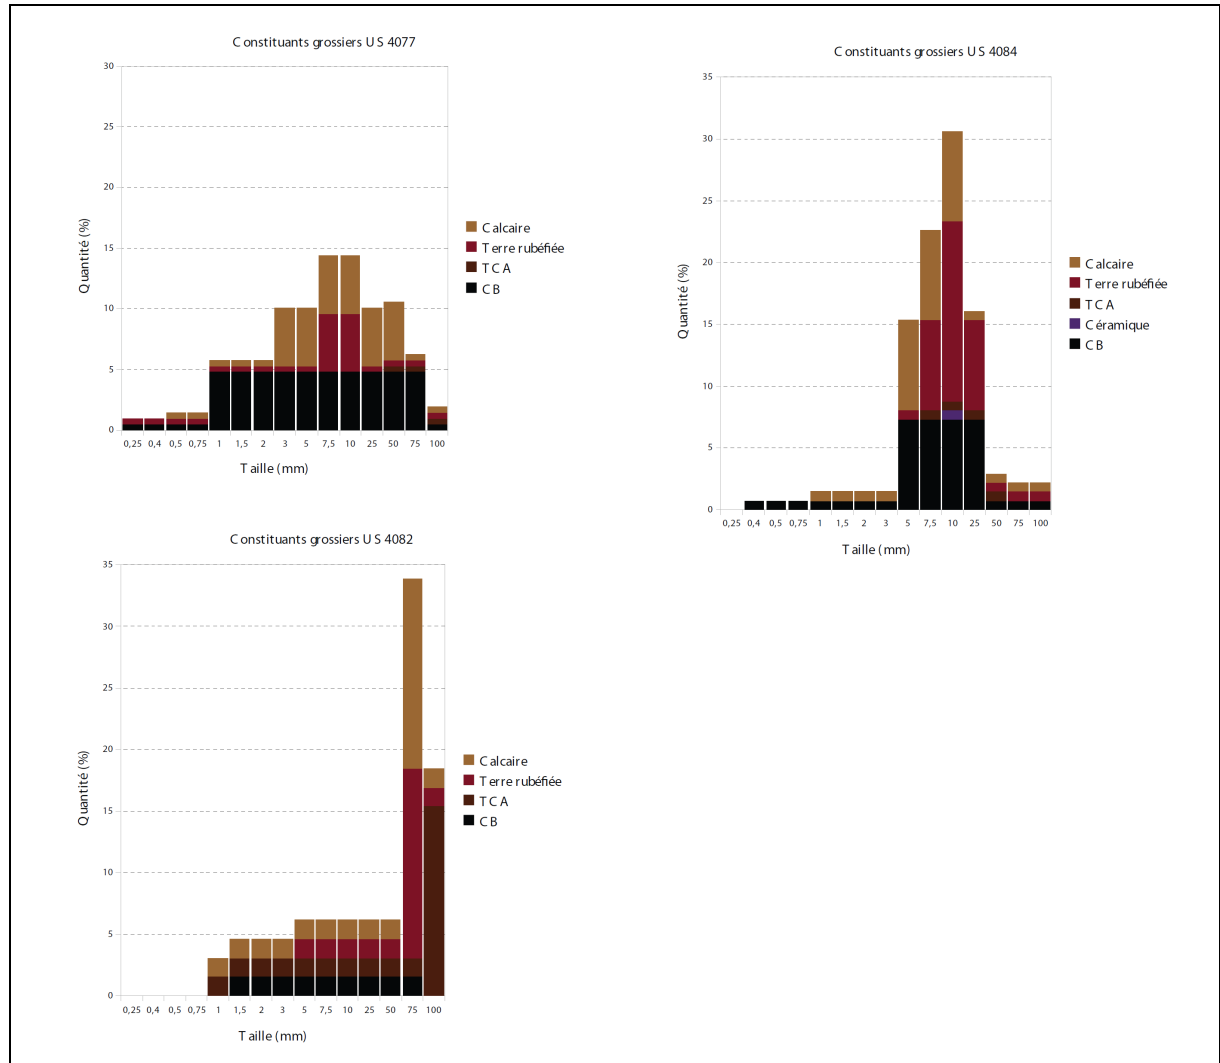 Constituants grossiers US 4077
30
25
20
15
10
5
0
Quantité (%)
0,25 0,4 0,5 0,75 1 1,5 2 3 5 7,5 10 25 50 75 100
Taille (mm)
Calcaire
Terre rubéfiée
TCA
CB
Constituants grossiers US 4084
35
30
25
20
15
10
5
0
Quantité (%)
0,25 0,4 0,5 0,75 1 1,5 2 3 5 7,5 10 25 50 75 100
Taille (mm)
Calcaire
Terre rubéfiée
TCA
Céramique
CB
Constituants grossiers US 4082
35
30
25
20
15
10
5
0
Quantité (%)
0,25 0,4 0,5 0,75 1 1,5 2 3 5 7,5 10 25 50 75 100
Taille (mm)
Calcaire
Terre rubéfiée
TCA
CB